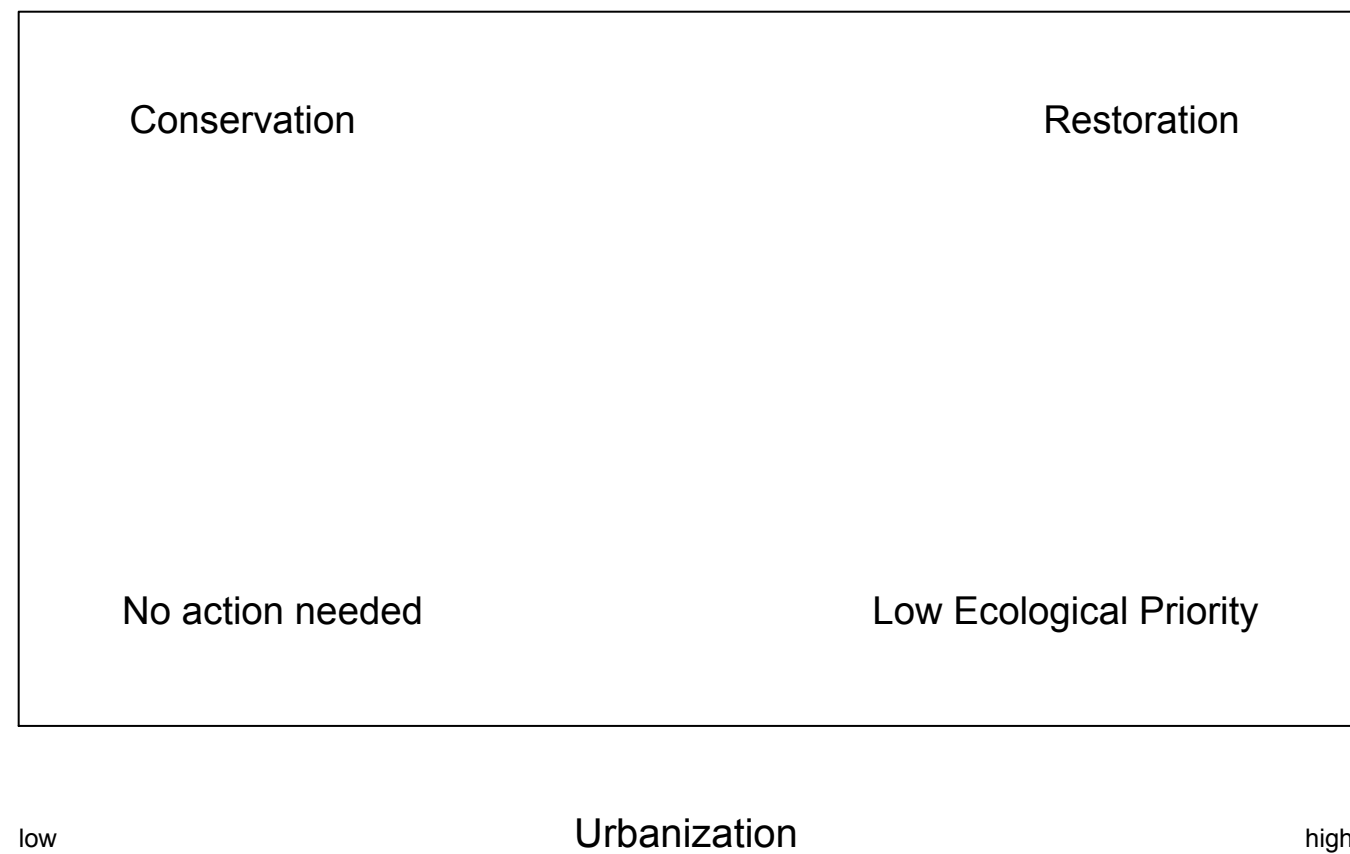 Conservation Restoration
No action needed Low Ecological Priority
low Urbanization high